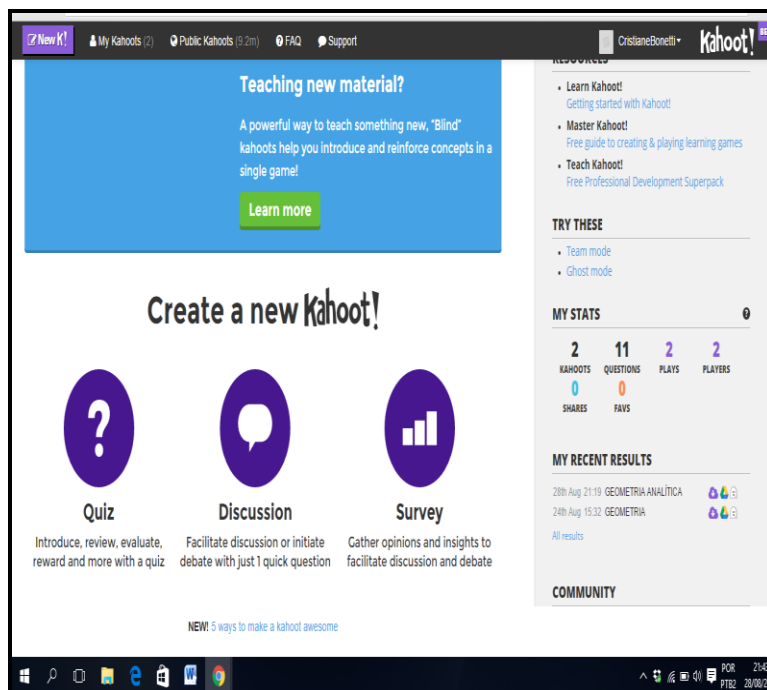 New K!
My Kahoots (2)
Public Kahoots (9.2m)
FAQ
Support
CristianeBonetti
Kahoot!
BE
Teaching new material?
A powerful way to teach something new, "Blind"
kahoots help you introduce and reinforce concepts in a
single game!
Learn more
Create a new Kahoot!
?
Quiz
Introduce, review, evaluate,
reward and more with a quiz
Discussion
Facilitate discussion or initiate
debate with just 1 quick question
Survey
Gather opinions and insights to
facilitate discussion and debate
NEW! 5 ways to make a kahoot awesome
RESOURCES
• Learn Kahoot!
Getting started with Kahoot!
• Master Kahoot!
Free guide to creating & playing learning games
• Teach Kahoot!
Free Professional Development Superpack
TRY THESE
• Team mode
• Ghost mode
MY STATS
2 11 2 2
KAHOOTS QUESTIONS PLAYS PLAYERS
0 0
SHARES FAVS
MY RECENT RESULTS
28th Aug 21:19 GEOMETRIA ANALÍTICA
24th Aug 15:32 GEOMETRIA
All results
COMMUNITY
POR
PTB2
21:43
28/08/2